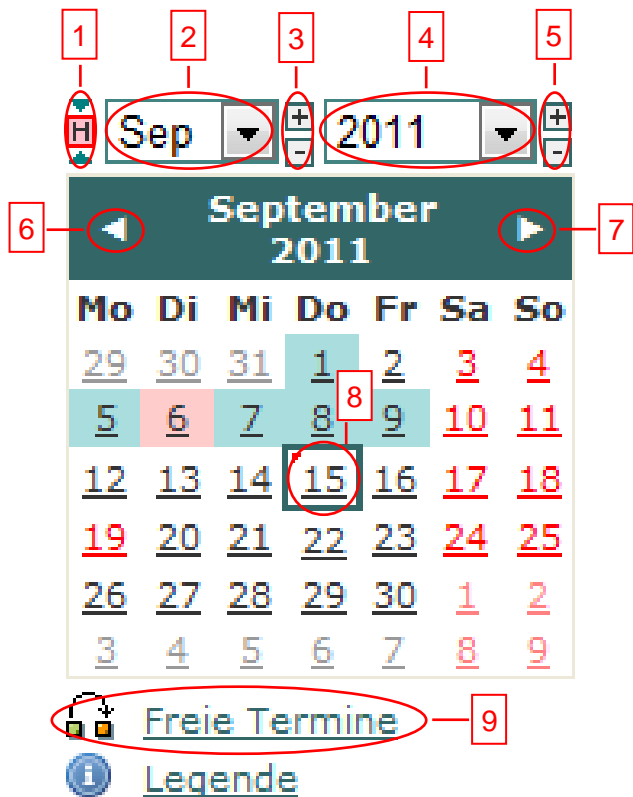 1 2 3 4 5
H Sep + 2011 +
- -
6 September 7
2011
Mo Di Mi Do Fr Sa So
29 30 31 1 2 3 4
8
5 6 7 8 9 10 11
12 13 14 15 16 17 18
19 20 21 22 23 24 25
26 27 28 29 30 1 2
3 4 5 6 7 8 9
Freie Termine 9
i Legende